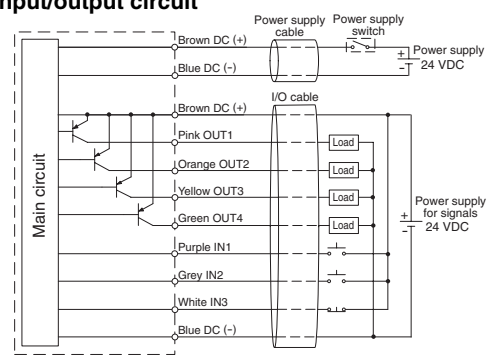 Input/output circuit
Power supply cable
Power supply switch
Brown DC (+)
Power supply
24 VDC
+
-
Blue DC (-)
Brown DC (+)
I/O cable
Pink OUT1
Load
Orange OUT2
Load
Yellow OUT3
Load
Green OUT4
Load
Power supply
for signals
24 VDC
+
-
Main circuit
Purple IN1
Grey IN2
White IN3
Blue DC (-)